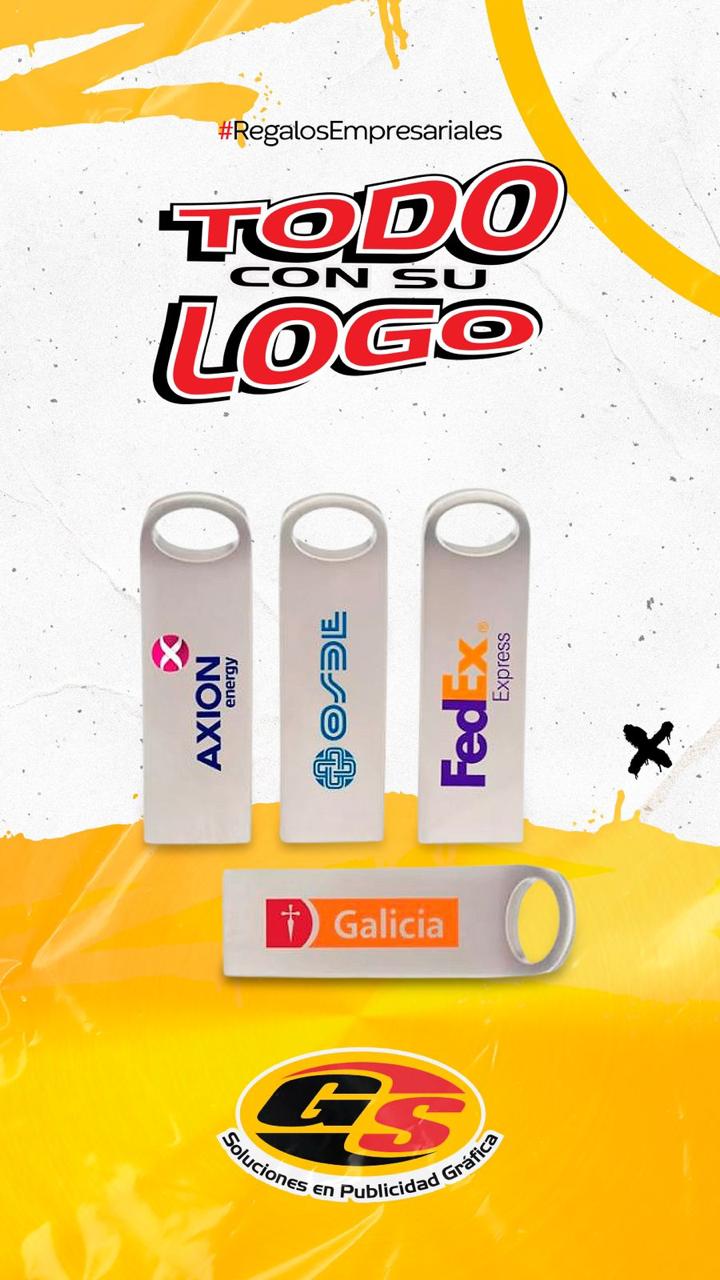 #RegalosEmpresariales
TODO
CON SU
LOGO
AXION
energy
OSDE
FedEx®
Express
Galicia
GS
Soluciones en Publicidad Gráfica